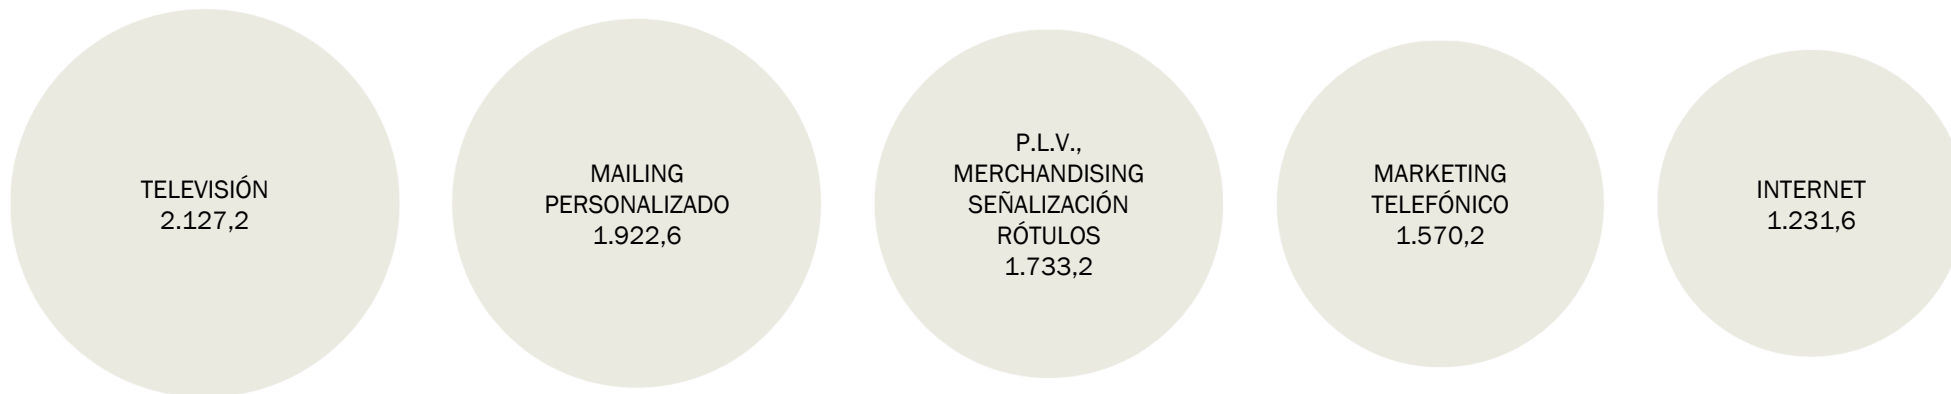 TELEVISIÓN
2.127,2
MAILING
PERSONALIZADO
1.922,6
P.L.V.,
MERCHANDISING
SEÑALIZACIÓN
RÓTULOS
1.733,2
MARKETING
TELEFÓNICO
1.570,2
INTERNET
1.231,6